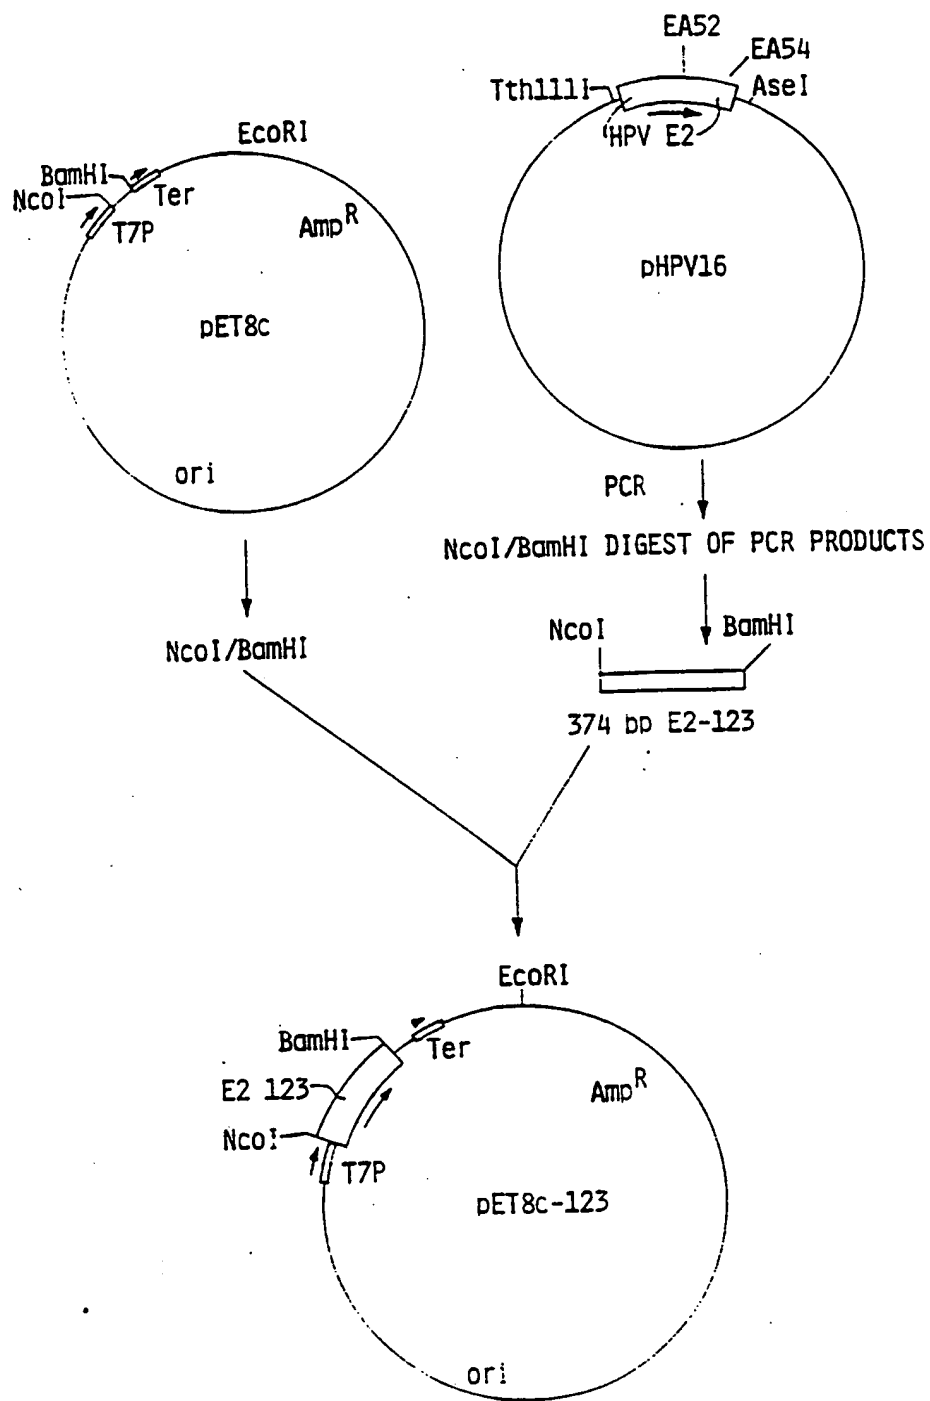 EA52
EA54
Tth111I
AseI
HPV E2
EcoRI
BamHI
NcoI
Ter
T7P
Amp^R
pHPV16
pET8c
ori
PCR
NcoI/BamHI DIGEST OF PCR PRODUCTS
NcoI/BamHI
NcoI
BamHI
374 bp E2-123
EcoRI
BamHI
Ter
E2 123
Amp^R
NcoI
T7P
pET8c-123
ori